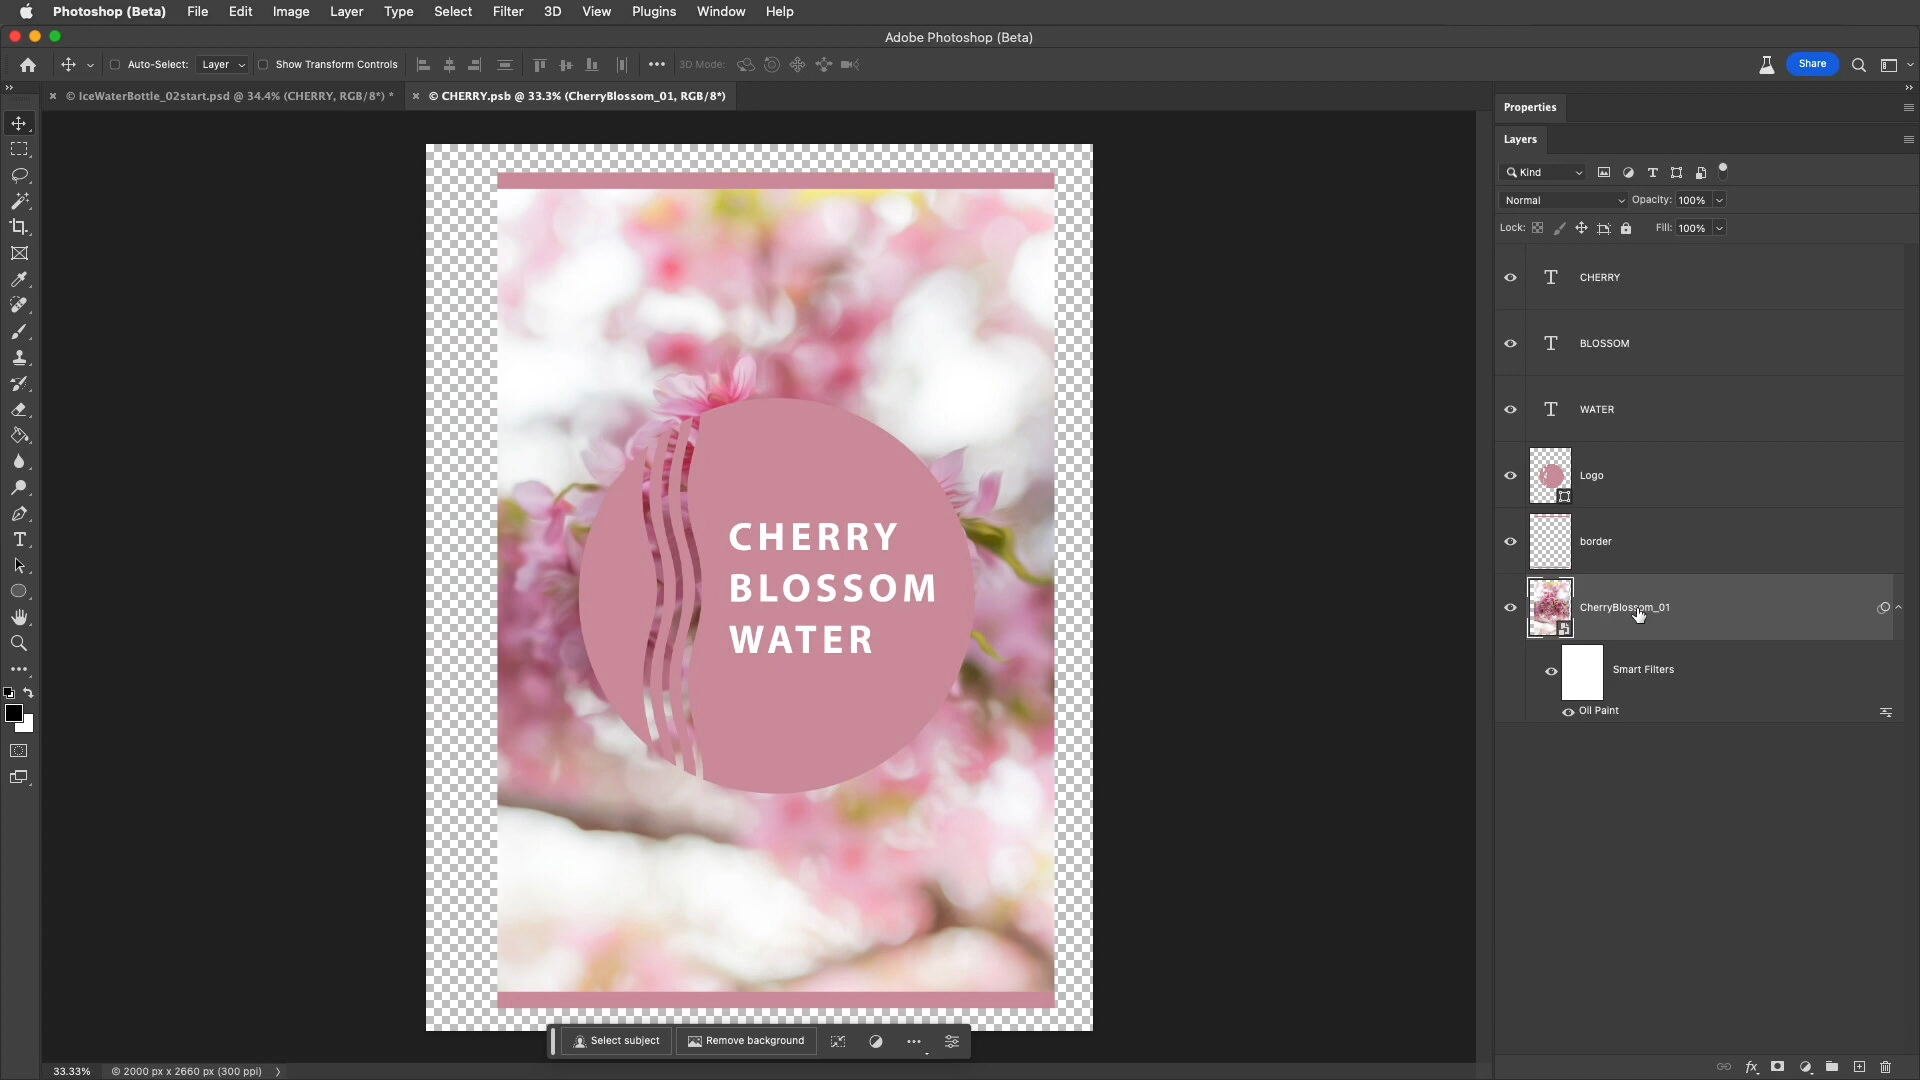 Photoshop (Beta) File Edit Image Layer Type Select Filter 3D View Plugins Window Help
Adobe Photoshop (Beta)
Auto-Select: Layer Show Transform Controls 3D Mode: Share
© IceWaterBottle_02start.psd @ 34.4% (CHERRY, RGB/8*) *
© CHERRY.psb @ 33.3% (CherryBlossom_01, RGB/8*)
Properties
Layers
Kind
Normal Opacity: 100%
Lock: Fill: 100%
CHERRY
BLOSSOM
WATER
Logo
border
CherryBlossom_01
Smart Filters
Oil Paint
CHERRY
BLOSSOM
WATER
Select subject Remove background
33.33% © 2000 px x 2660 px (300 ppi)